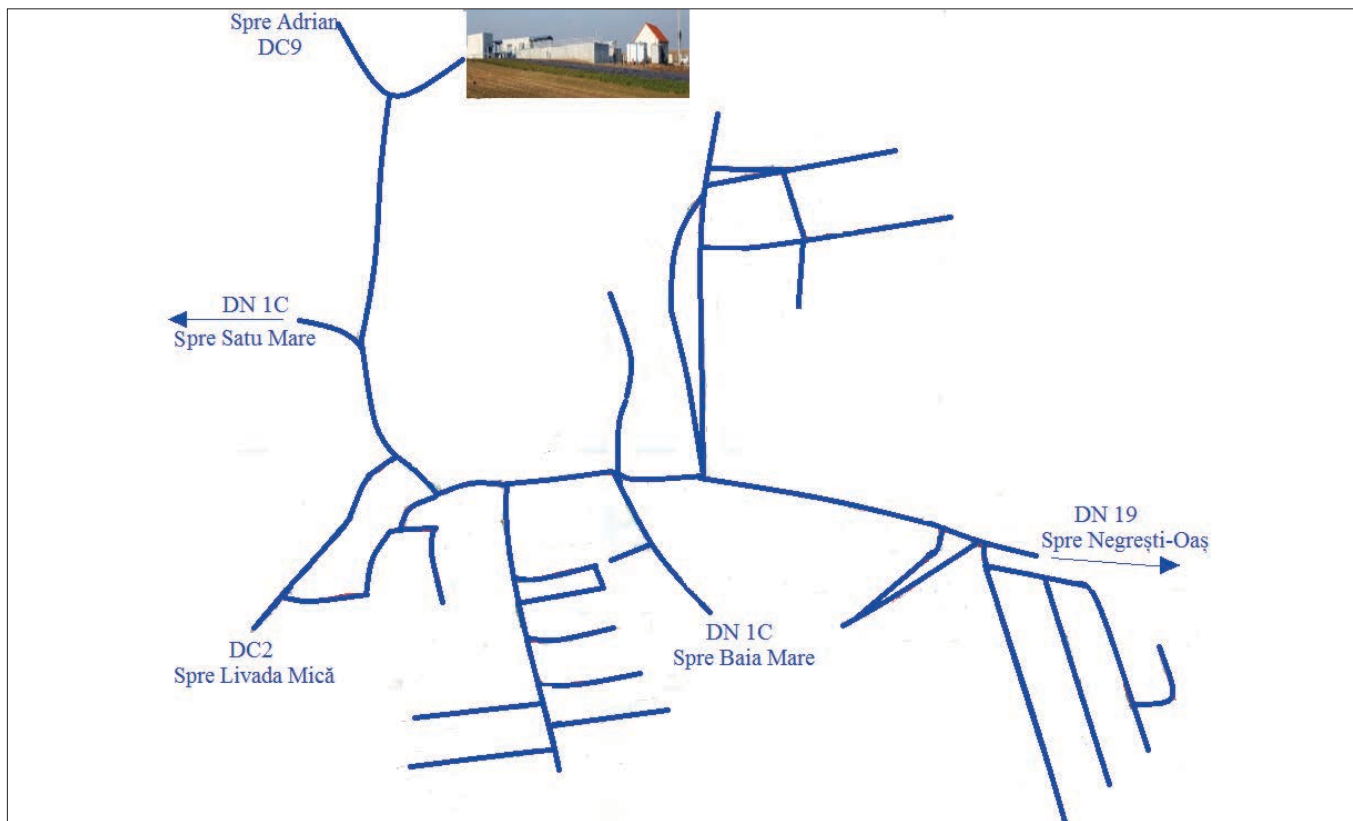 Spre Adrian
DC9
DN 1C
Spre Satu Mare
DN 19
Spre Negrești-Oaș
DC2
Spre Livada Mică
DN 1C
Spre Baia Mare